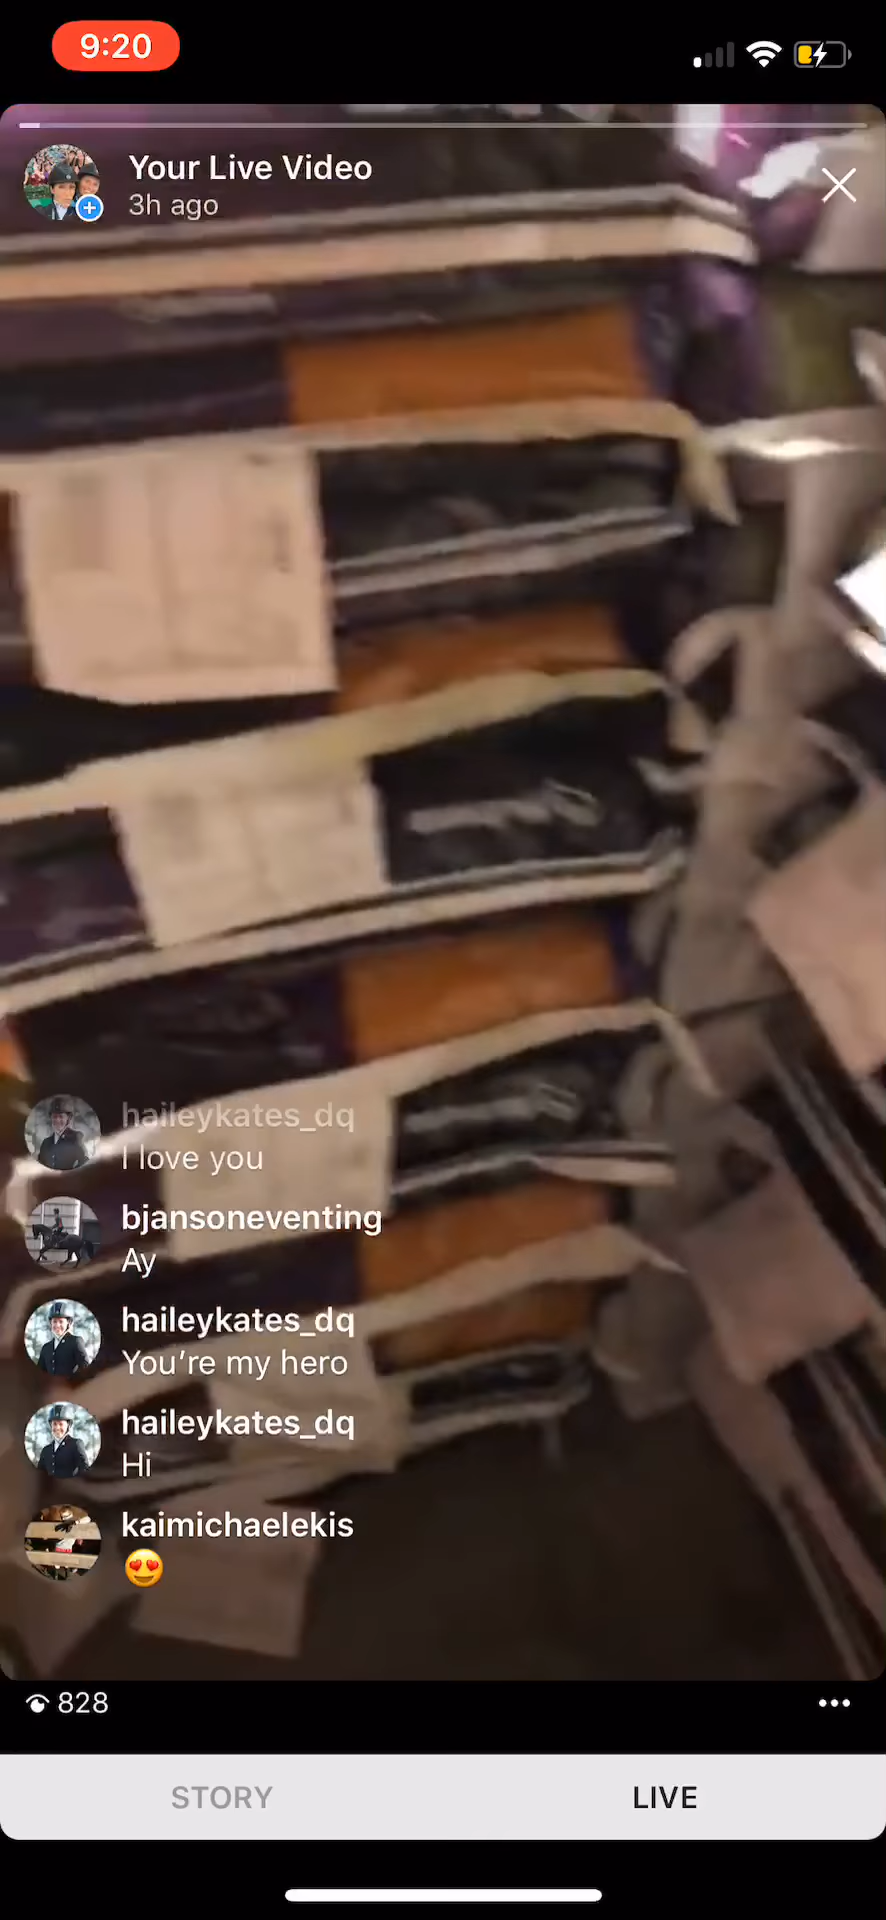 9:20
Your Live Video
3h ago
haileykates_dq
I love you
bjansoneventing
Ay
haileykates_dq
You're my hero
haileykates_dq
Hi
kaimichaelekis
😍
828
STORY
LIVE